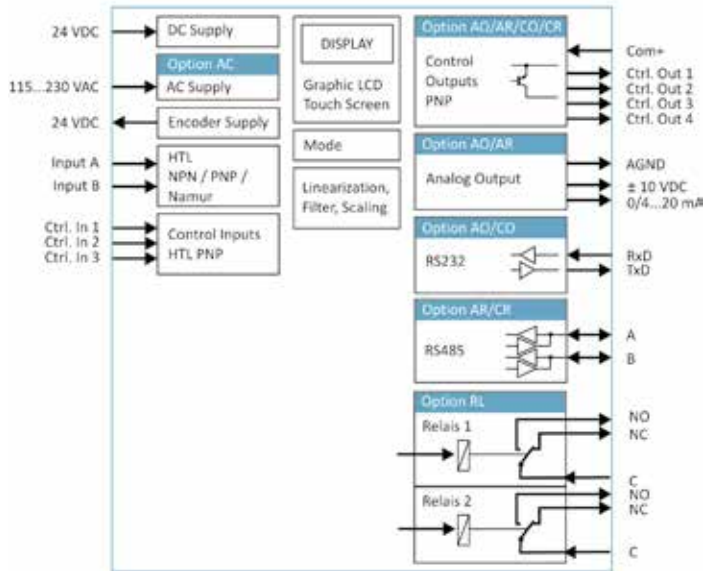 24 VDC
DC Supply
Option AC
115...230 VAC
AC Supply
24 VDC
Encoder Supply
Input A
Input B
HTL
NPN / PNP /
Namur
Ctrl. In 1
Ctrl. In 2
Ctrl. In 3
Control Inputs
HTL PNP
DISPLAY
Graphic LCD
Touch Screen
Mode
Linearization,
Filter, Scaling
Option AO/AR/CO/CR
Control
Outputs
PNP
Com+
Ctrl. Out 1
Ctrl. Out 2
Ctrl. Out 3
Ctrl. Out 4
Option AO/AR
Analog Output
AGND
± 10 VDC
0/4...20 mA
Option AO/CO
RS232
RxD
TxD
Option AR/CR
RS485
A
B
Option RL
Relais 1
NO
NC
C
Relais 2
NO
NC
C